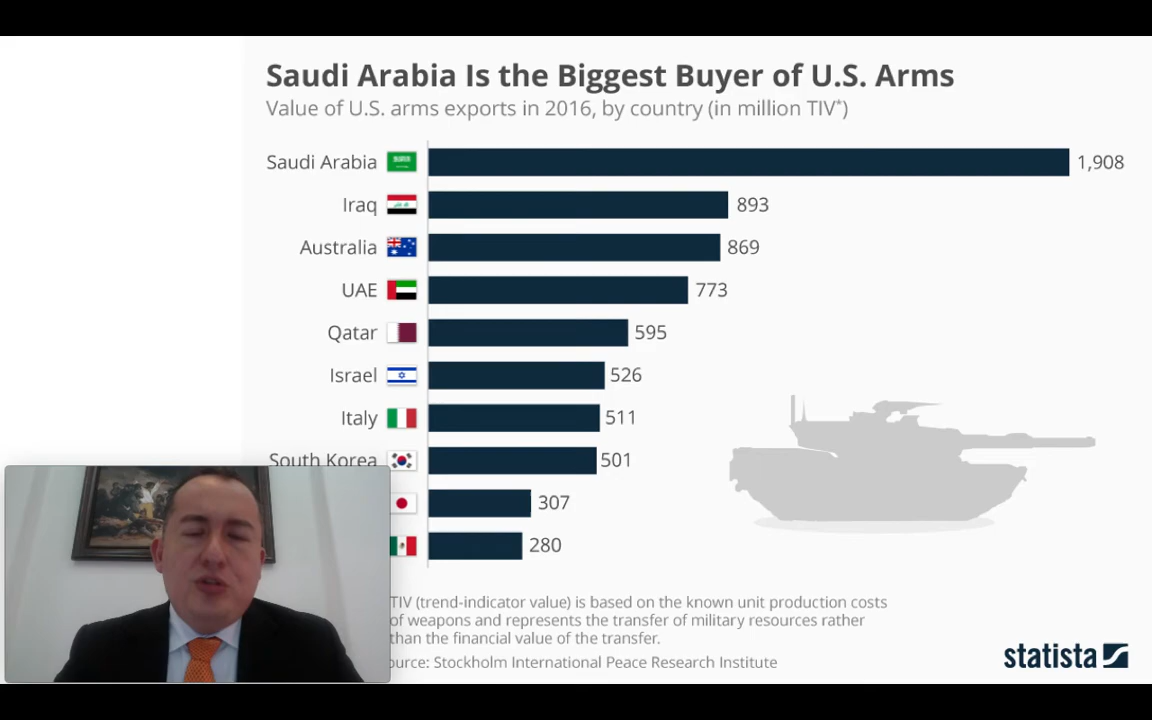 Saudi Arabia Is the Biggest Buyer of U.S. Arms
Value of U.S. arms exports in 2016, by country (in million TIV*)
Saudi Arabia 1,908
Iraq 893
Australia 869
UAE 773
Qatar 595
Israel 526
Italy 511
South Korea 501
307
280
TIV (trend-indicator value) is based on the known unit production costs
of weapons and represents the transfer of military resources rather
than the financial value of the transfer.
ource: Stockholm International Peace Research Institute
statista